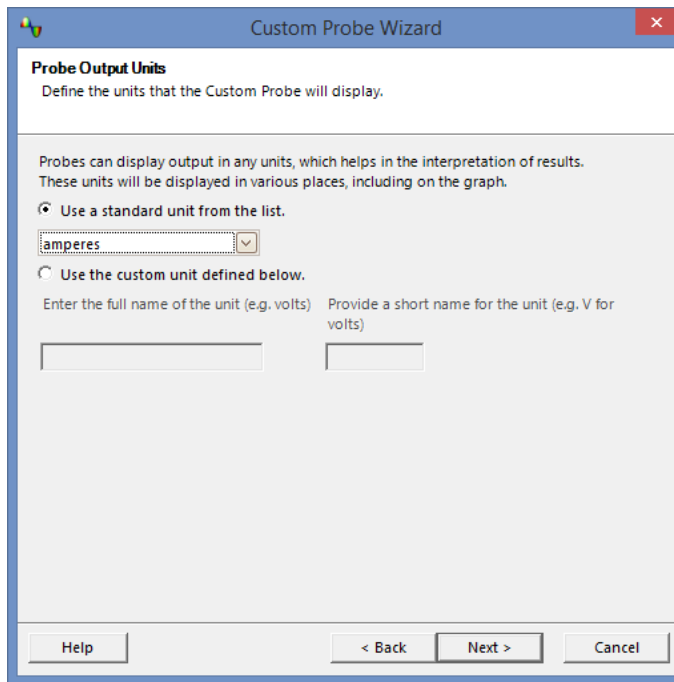 Custom Probe Wizard
Probe Output Units
Define the units that the Custom Probe will display.
Probes can display output in any units, which helps in the interpretation of results.
These units will be displayed in various places, including on the graph.
Use a standard unit from the list.
amperes
Use the custom unit defined below.
Enter the full name of the unit (e.g. volts)
Provide a short name for the unit (e.g. V for
volts)
Help
< Back
Next >
Cancel